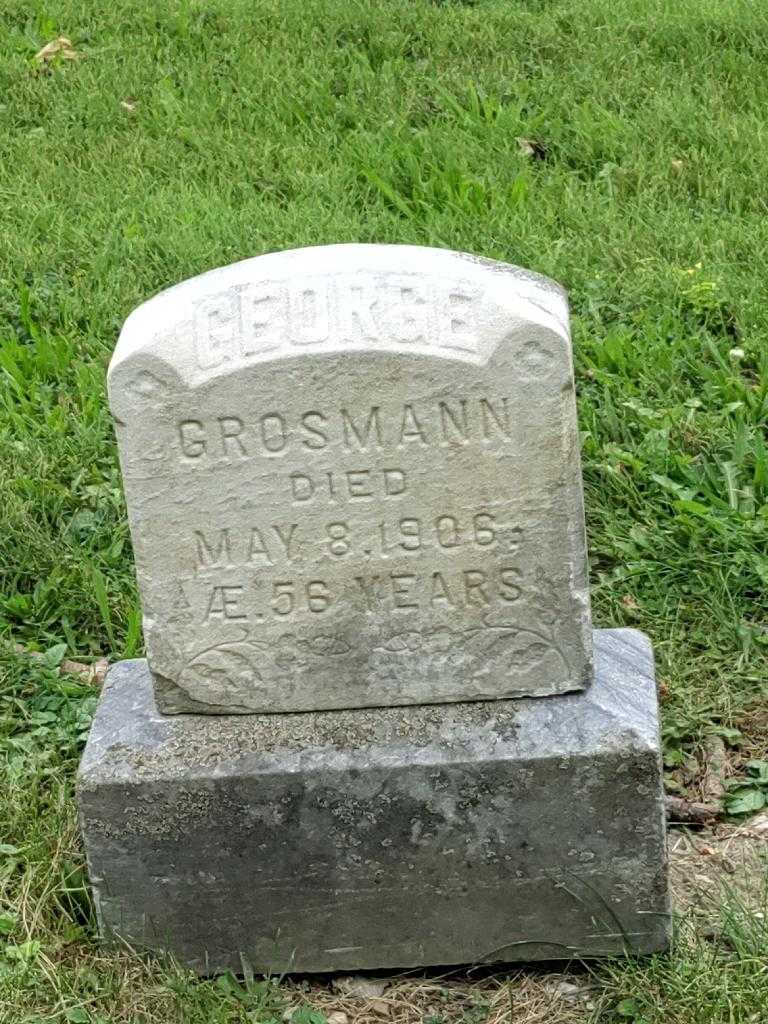 GEORGE
GROSMANN
DIED
MAY. 8. 1906.
Æ. 56 YEARS